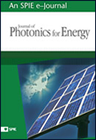 An SPIE e-Journal
Journal of
Photonics for Energy
SPIE